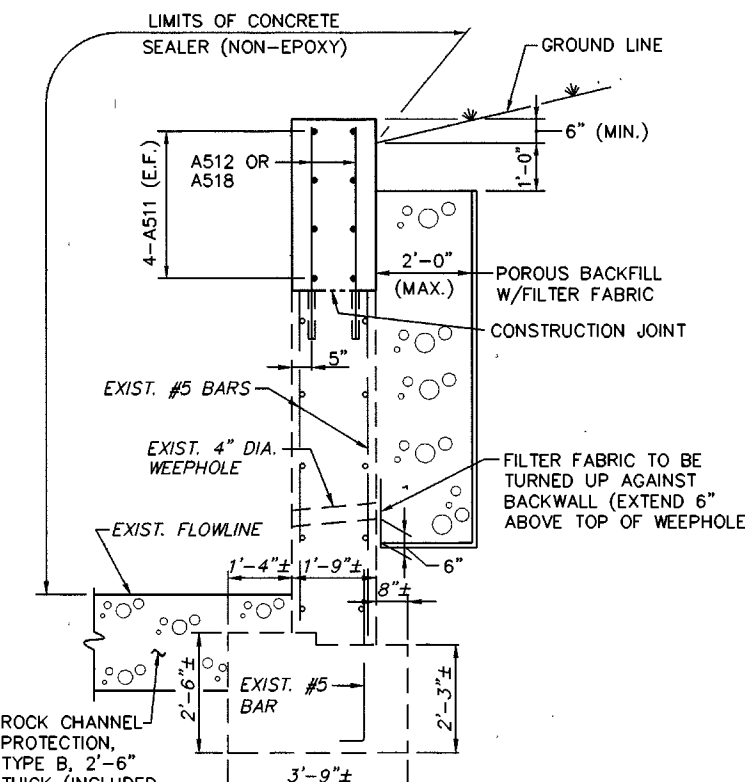 LIMITS OF CONCRETE
SEALER (NON-EPOXY)
GROUND LINE
6" (MIN.)
1'-0"
A512 OR
A518
4-A511 (E.F.)
2'-0"
(MAX.)
POROUS BACKFILL
W/FILTER FABRIC
CONSTRUCTION JOINT
5"
EXIST. #5 BARS
EXIST. 4" DIA.
WEEPHOLE
FILTER FABRIC TO BE
TURNED UP AGAINST
BACKWALL (EXTEND 6"
ABOVE TOP OF WEEPHOLE
EXIST. FLOWLINE
1'-4"±
1'-9"±
6"
8"±
2'-6"±
EXIST. #5
BAR
2'-3"±
ROCK CHANNEL
PROTECTION,
TYPE B, 2'-6"
THICK (INCLUDED
3'-9"±